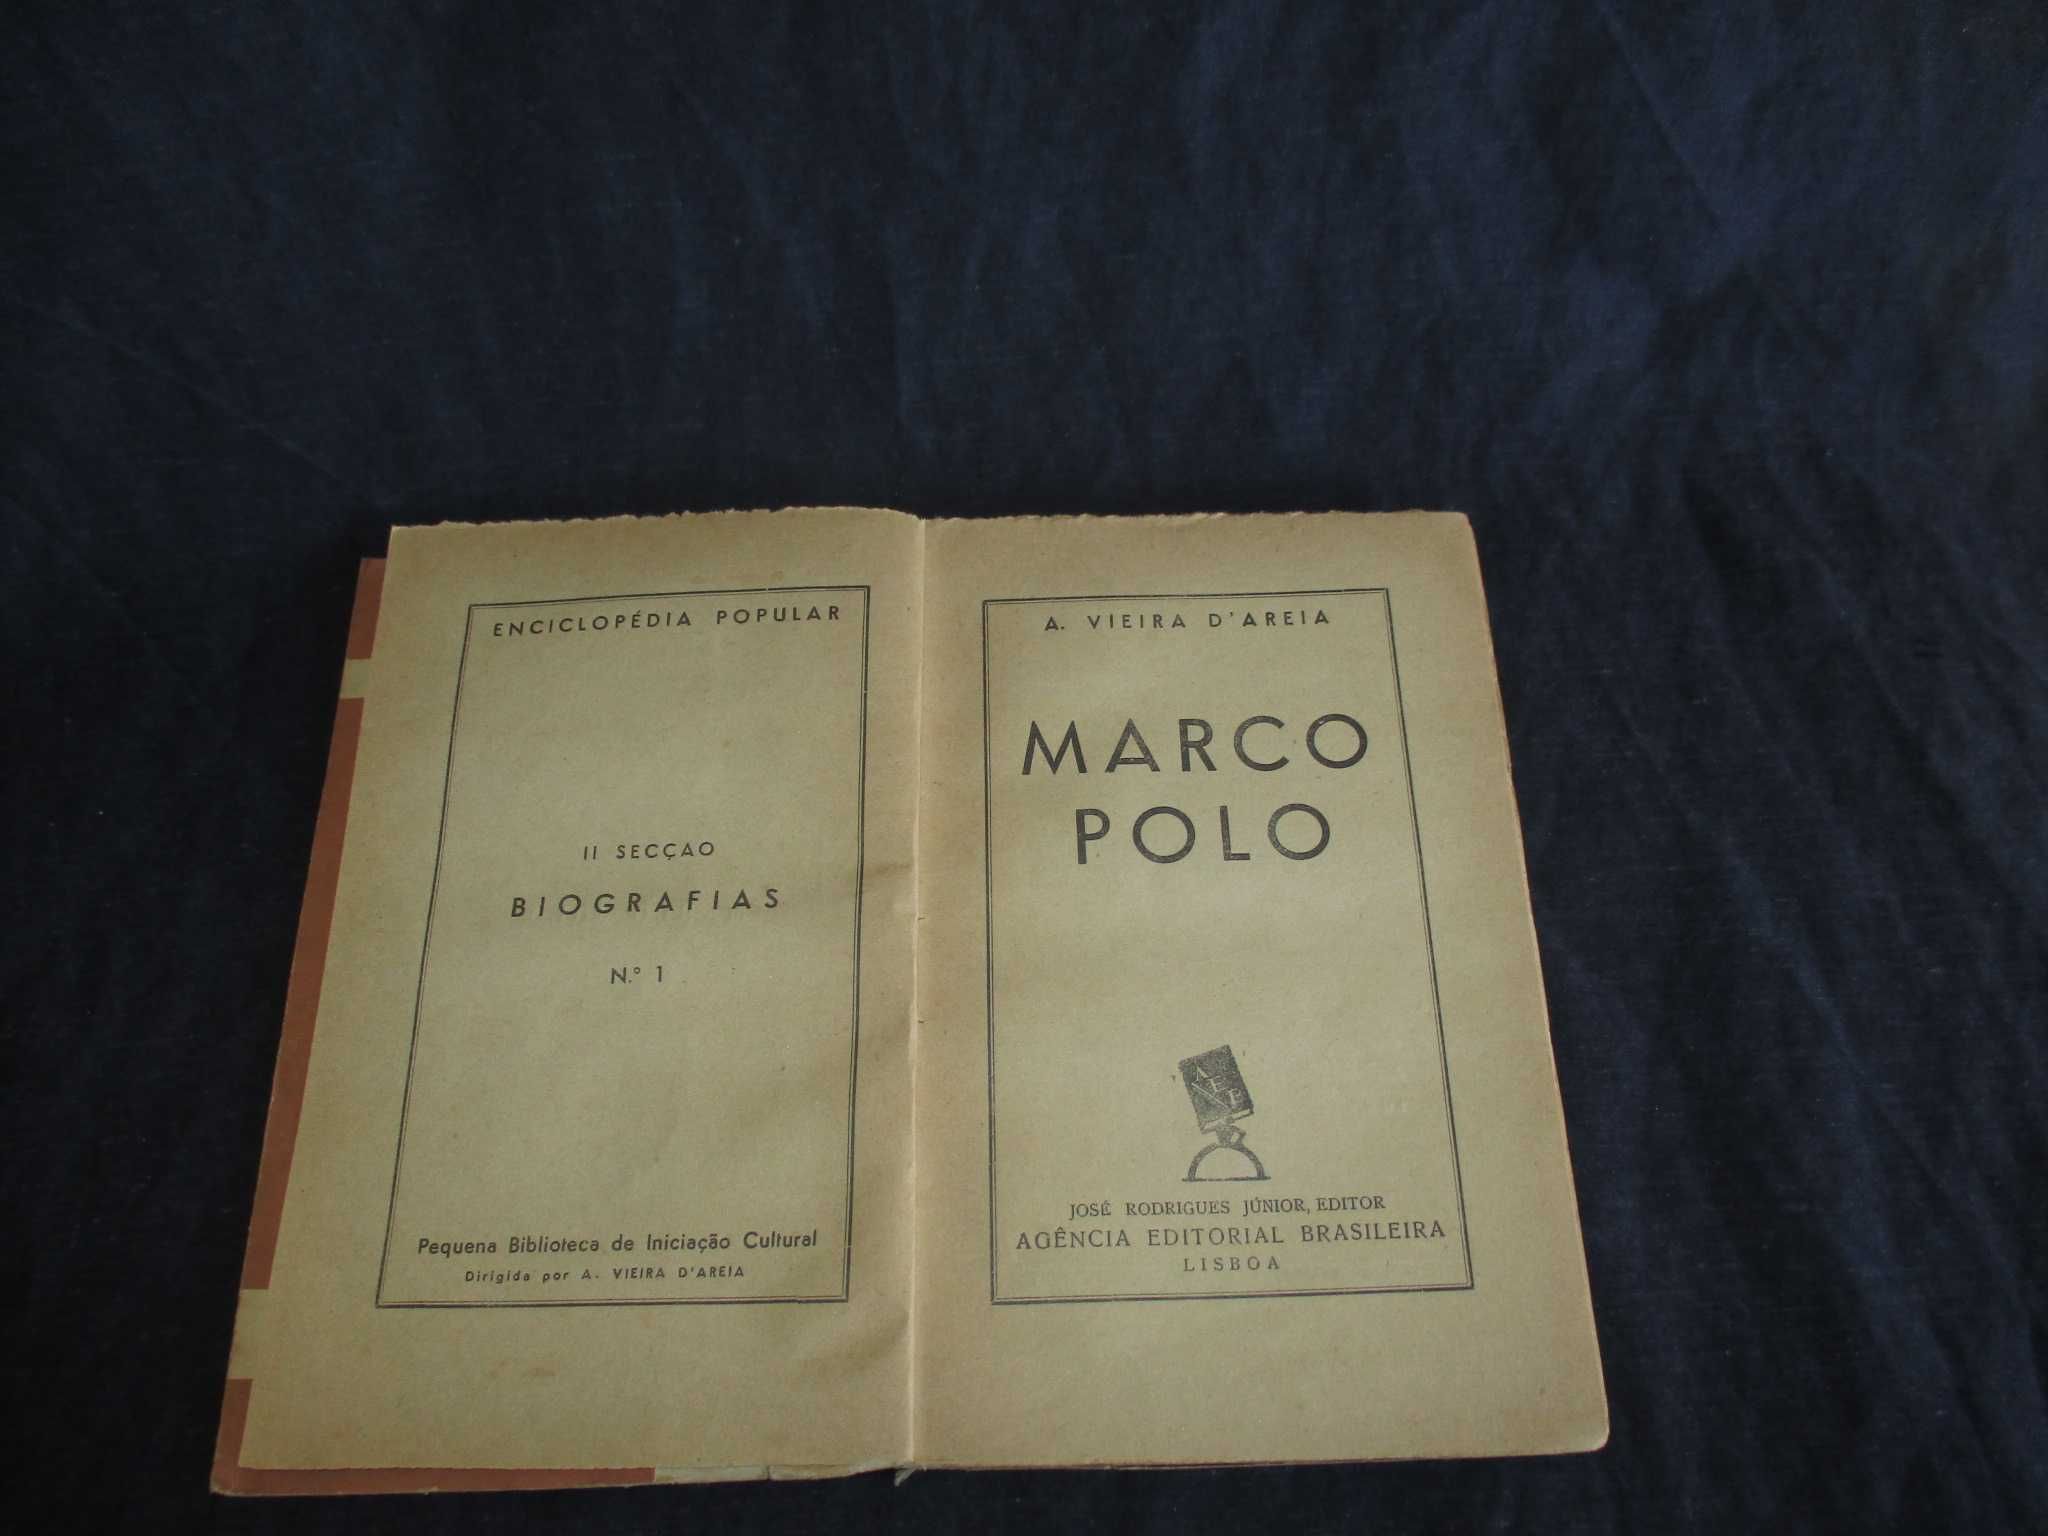 ENCICLOPÉDIA POPULAR
II SECÇAO
BIOGRAFIAS
N.º 1
Pequena Biblioteca de Iniciação Cultural
Dirigida por A. VIEIRA D'AREIA
A. VIEIRA D'AREIA
MARCO
POLO
A
E
JOSÉ RODRIGUES JÚNIOR, EDITOR
AGÊNCIA EDITORIAL BRASILEIRA
LISBOA